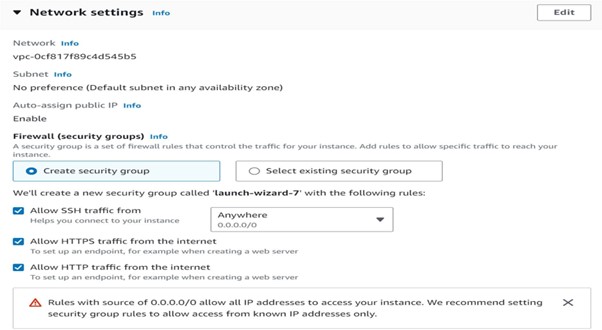 Network settings Info Edit
Network Info
vpc-0cf817f89c4d545b5
Subnet Info
No preference (Default subnet in any availability zone)
Auto-assign public IP Info
Enable
Firewall (security groups) Info
A security group is a set of firewall rules that control the traffic for your instance. Add rules to allow specific traffic to reach your
instance.
Create security group Select existing security group
We'll create a new security group called 'launch-wizard-7' with the following rules:
Allow SSH traffic from
Helps you connect to your instance
Anywhere
0.0.0.0/0
Allow HTTPS traffic from the internet
To set up an endpoint, for example when creating a web server
Allow HTTP traffic from the internet
To set up an endpoint, for example when creating a web server
Rules with source of 0.0.0.0/0 allow all IP addresses to access your instance. We recommend setting
security group rules to allow access from known IP addresses only.